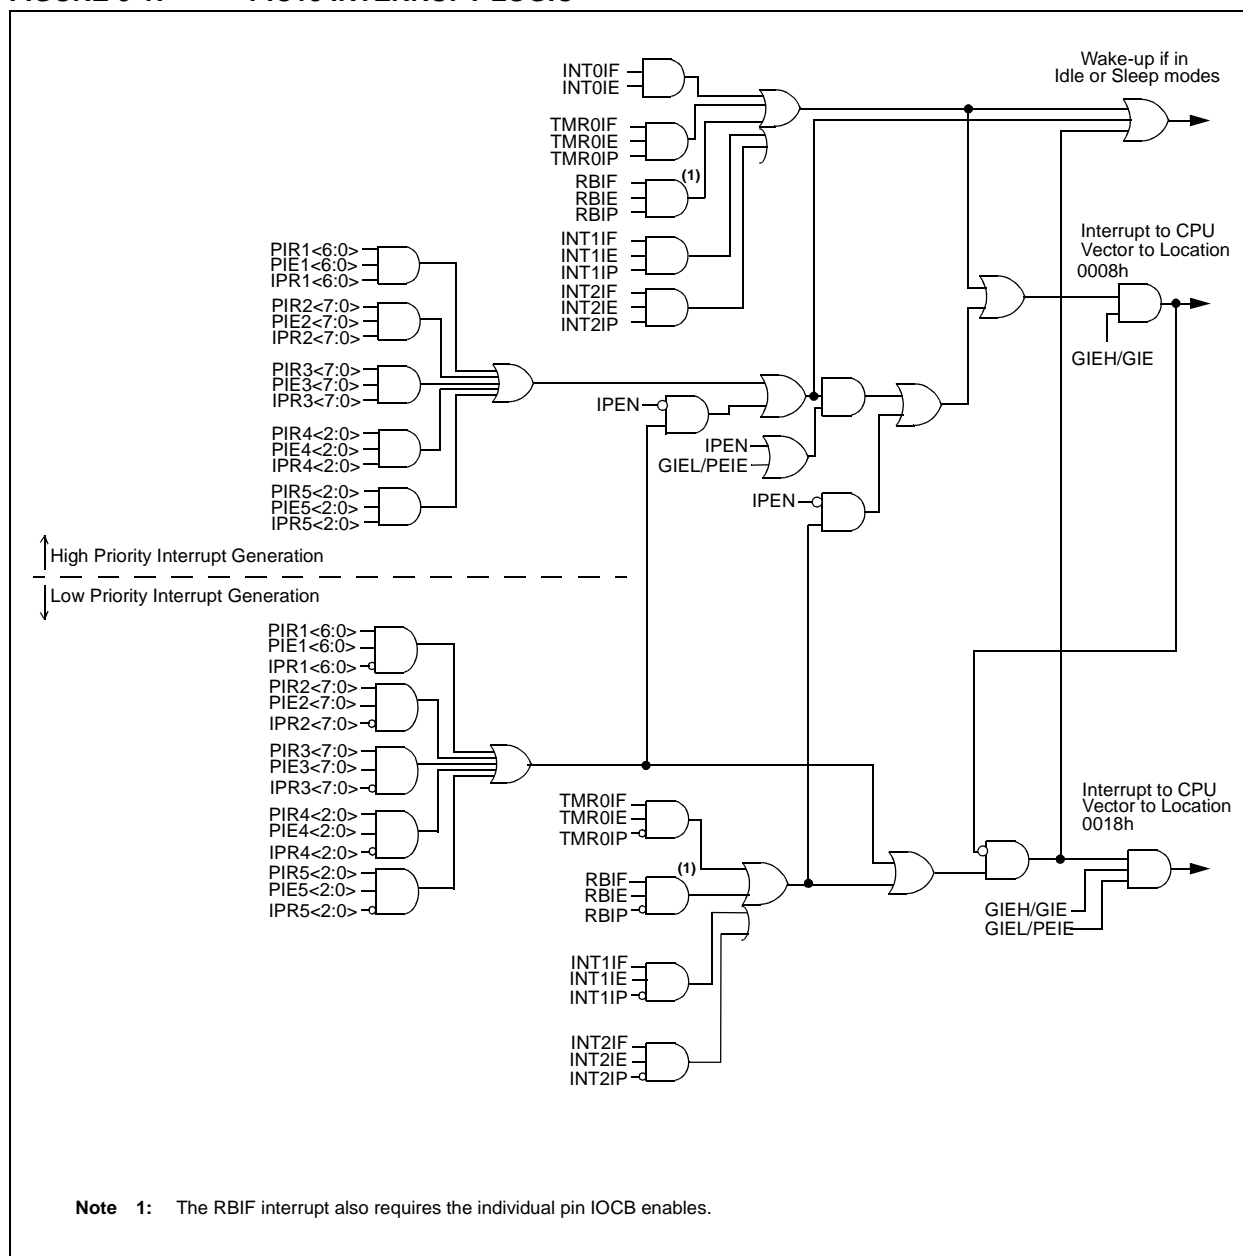 INT0IF
INT0IE
TMR0IF
TMR0IE
TMR0IP
(1)
RBIF
RBIE
RBIP
INT1IF
INT1IE
INT1IP
INT2IF
INT2IE
INT2IP
Wake-up if in
Idle or Sleep modes
Interrupt to CPU
Vector to Location
0008h
GIEH/GIE
PIR1<6:0>
PIE1<6:0>
IPR1<6:0>
PIR2<7:0>
PIE2<7:0>
IPR2<7:0>
PIR3<7:0>
PIE3<7:0>
IPR3<7:0>
PIR4<2:0>
PIE4<2:0>
IPR4<2:0>
PIR5<2:0>
PIE5<2:0>
IPR5<2:0>
IPEN
IPEN
GIEL/PEIE
IPEN
High Priority Interrupt Generation
Low Priority Interrupt Generation
PIR1<6:0>
PIE1<6:0>
IPR1<6:0>
PIR2<7:0>
PIE2<7:0>
IPR2<7:0>
PIR3<7:0>
PIE3<7:0>
IPR3<7:0>
PIR4<2:0>
PIE4<2:0>
IPR4<2:0>
PIR5<2:0>
PIE5<2:0>
IPR5<2:0>
TMR0IF
TMR0IE
TMR0IP
(1)
RBIF
RBIE
RBIP
INT1IF
INT1IE
INT1IP
INT2IF
INT2IE
INT2IP
Interrupt to CPU
Vector to Location
0018h
GIEH/GIE
GIEL/PEIE
Note 1: The RBIF interrupt also requires the individual pin IOCB enables.